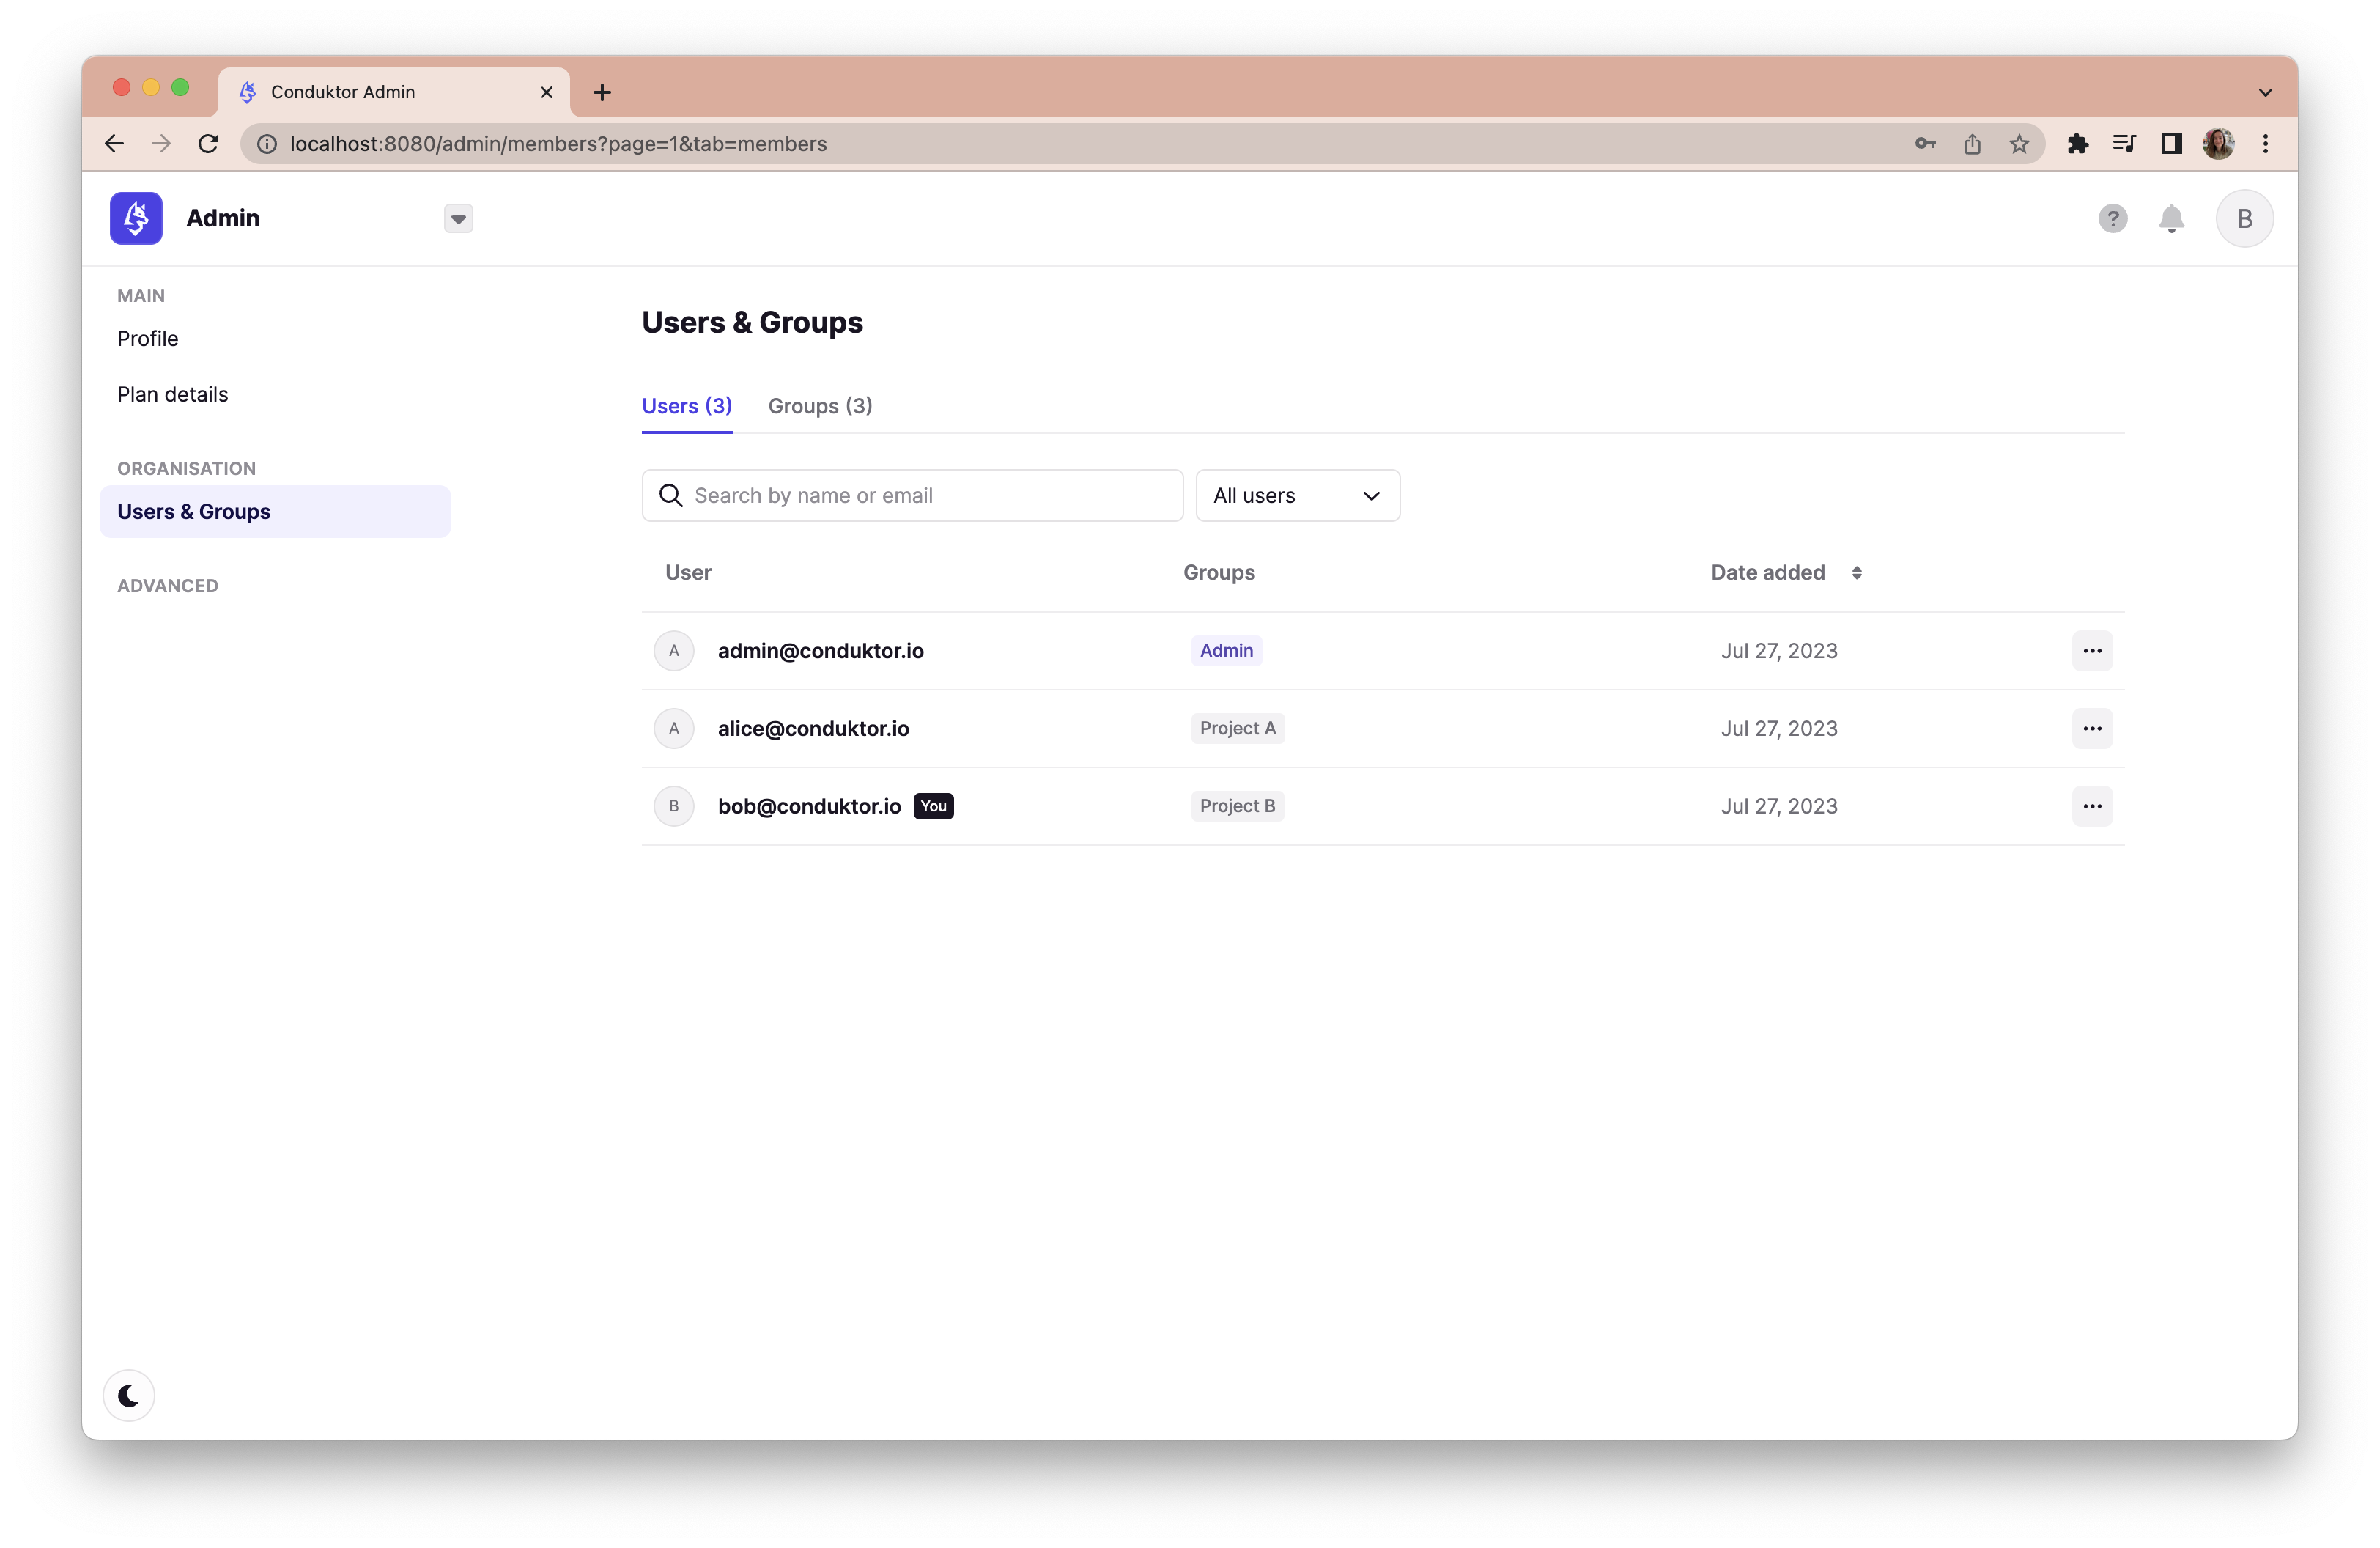 Conduktor Admin
localhost:8080/admin/members?page=1&tab=members
Admin
? B
MAIN
Profile
Plan details
ORGANISATION
Users & Groups
ADVANCED
Users & Groups
Users (3) Groups (3)
Search by name or email All users
User Groups Date added
A admin@conduktor.io Admin Jul 27, 2023
A alice@conduktor.io Project A Jul 27, 2023
B bob@conduktor.io You Project B Jul 27, 2023